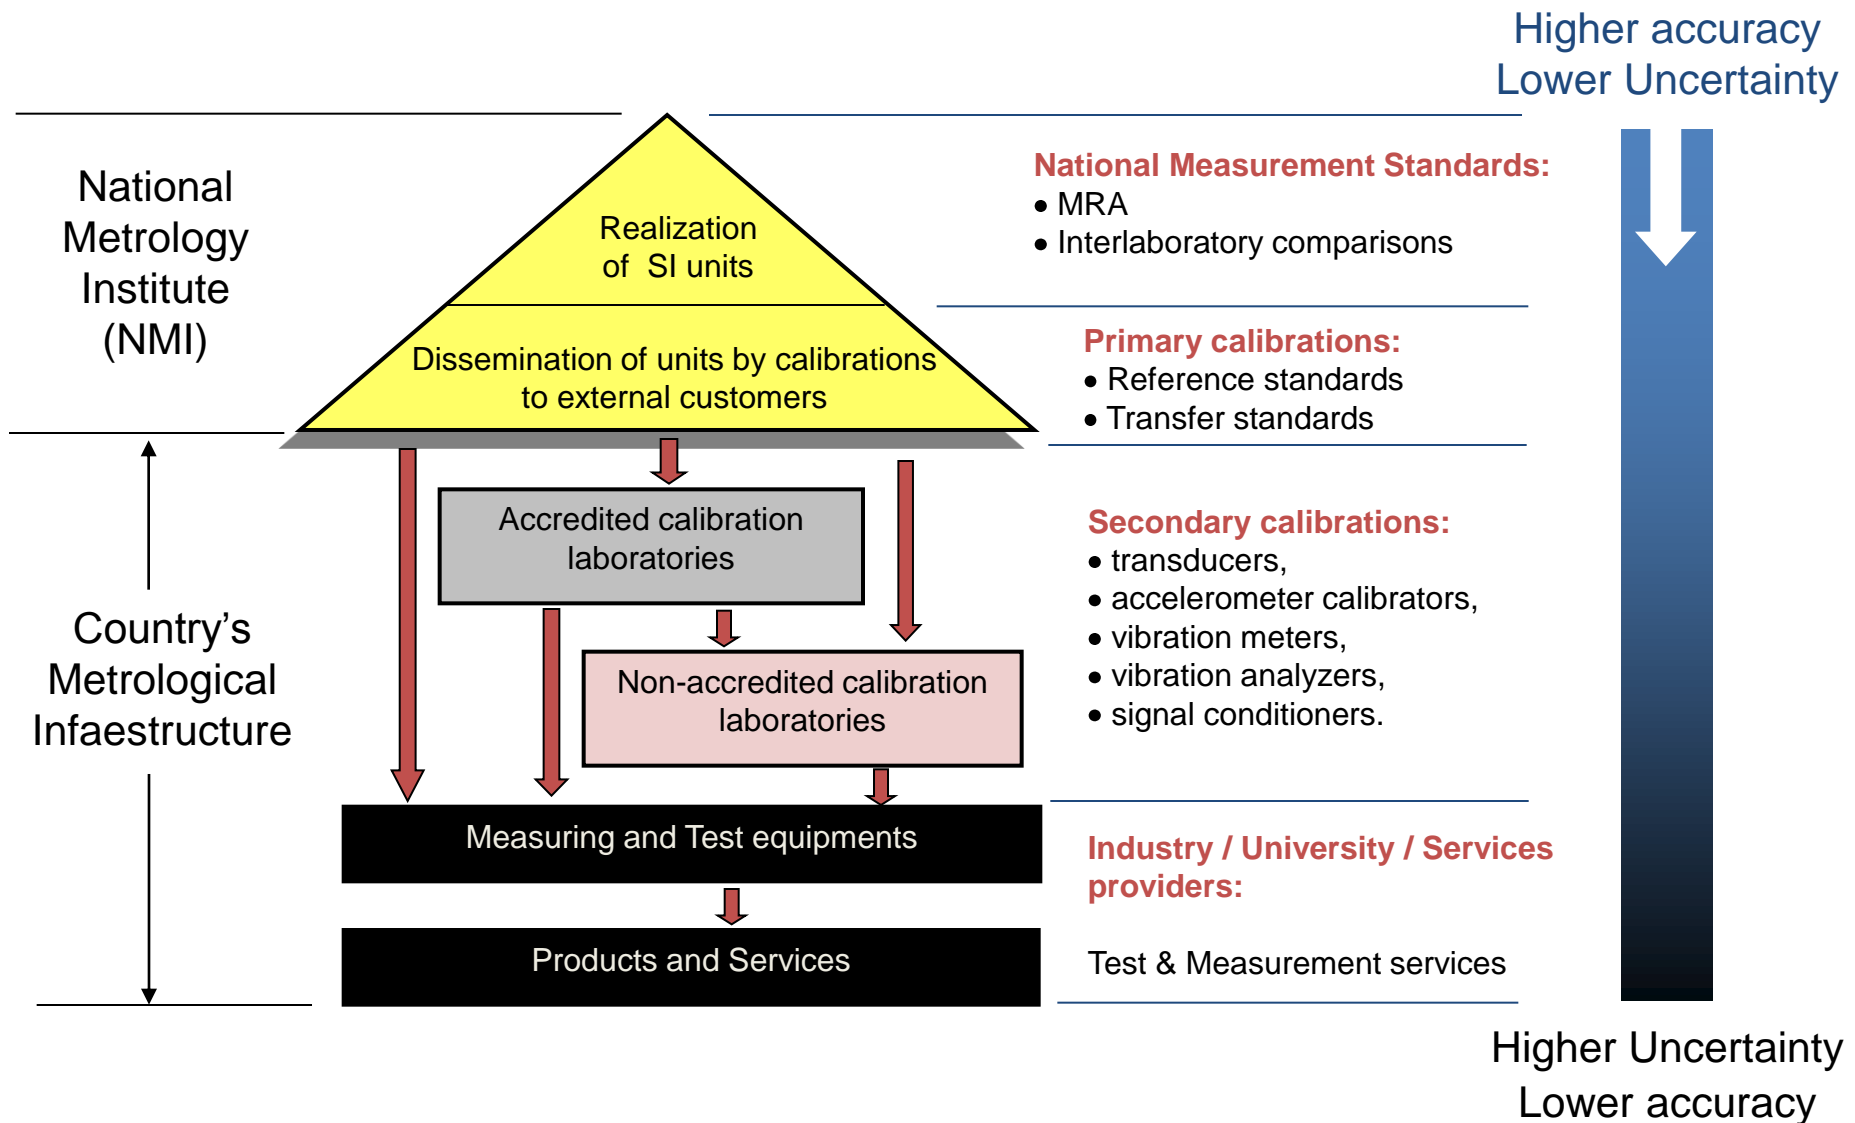 Higher accuracy
Lower Uncertainty
National
Metrology
Institute
(NMI)
Realization
of SI units
National Measurement Standards:
• MRA
• Interlaboratory comparisons
Dissemination of units by calibrations
to external customers
Primary calibrations:
• Reference standards
• Transfer standards
Country’s
Metrological
Infaestructure
Accredited calibration
laboratories
Non-accredited calibration
laboratories
Secondary calibrations:
• transducers,
• accelerometer calibrators,
• vibration meters,
• vibration analyzers,
• signal conditioners.
Measuring and Test equipments
Products and Services
Industry / University / Services
providers:
Test & Measurement services
Higher Uncertainty
Lower accuracy